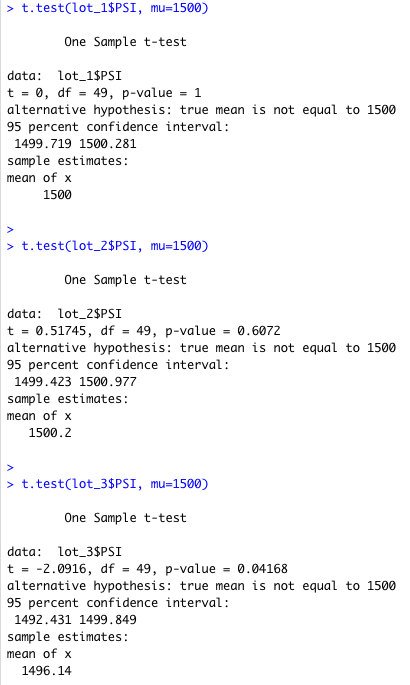 > t.test(lot_1$PSI, mu=1500)
One Sample t-test
data: lot_1$PSI
t = 0, df = 49, p-value = 1
alternative hypothesis: true mean is not equal to 1500
95 percent confidence interval:
1499.719 1500.281
sample estimates:
mean of x
1500
>
> t.test(lot_2$PSI, mu=1500)
One Sample t-test
data: lot_2$PSI
t = 0.51745, df = 49, p-value = 0.6072
alternative hypothesis: true mean is not equal to 1500
95 percent confidence interval:
1499.423 1500.977
sample estimates:
mean of x
1500.2
>
> t.test(lot_3$PSI, mu=1500)
One Sample t-test
data: lot_3$PSI
t = -2.0916, df = 49, p-value = 0.04168
alternative hypothesis: true mean is not equal to 1500
95 percent confidence interval:
1492.431 1499.849
sample estimates:
mean of x
1496.14